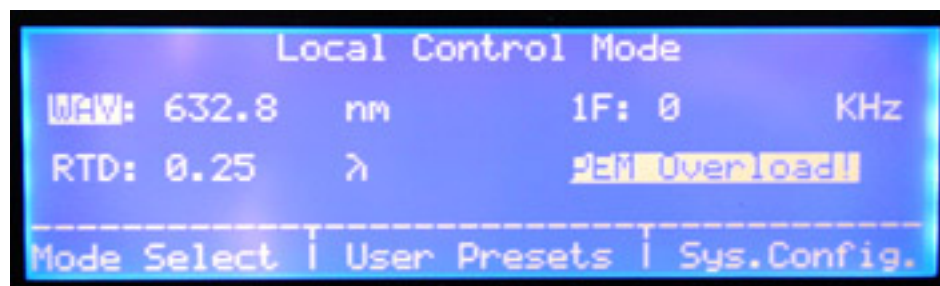 Local Control Mode
WAV: 632.8 nm 1F: 0 KHz
RTD: 0.25 λ PEM Overload!
Mode Select | User Presets | Sys.Config.